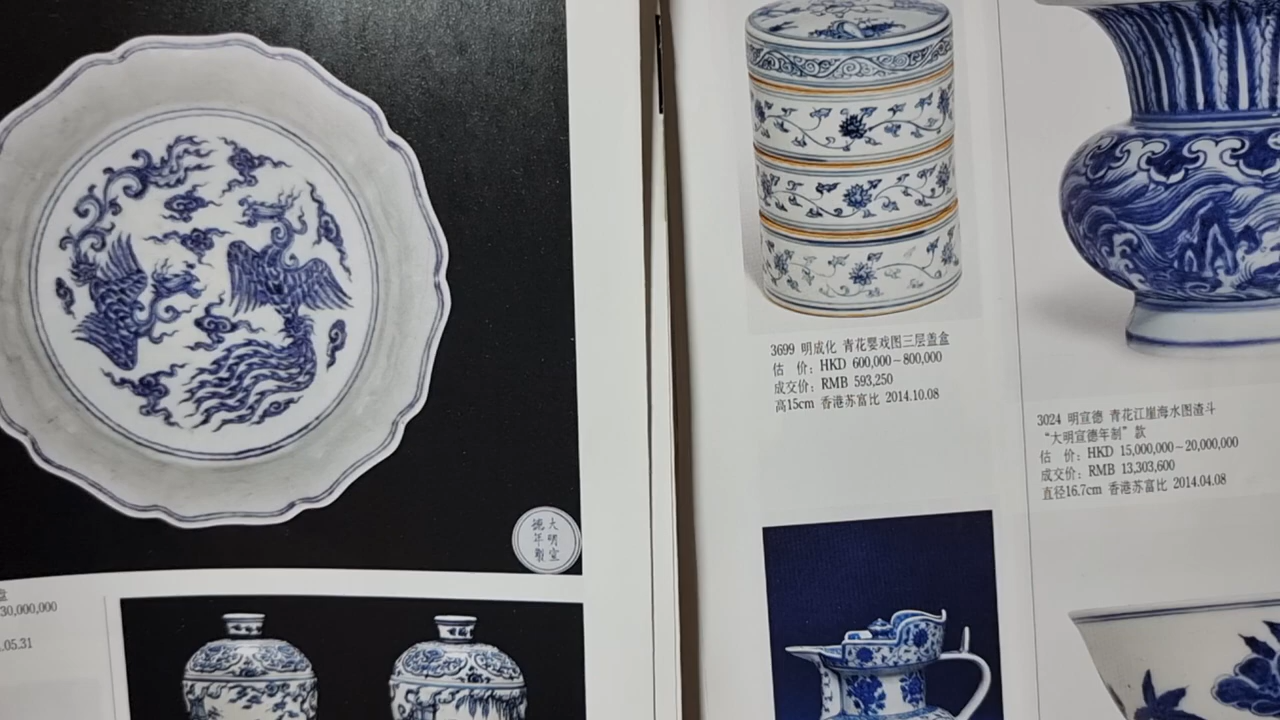 大明宣
德年製
盘
30,000,000
.05.31
3699 明成化 青花婴戏图三层盖盒
估 价：HKD 600,000－800,000
成交价：RMB 593,250
高15cm 香港苏富比 2014.10.08
3024 明宣德 青花江崖海水图渣斗
“大明宣德年制”款
估 价：HKD 15,000,000－20,000,000
成交价：RMB 13,303,600
直径16.7cm 香港苏富比 2014.04.08